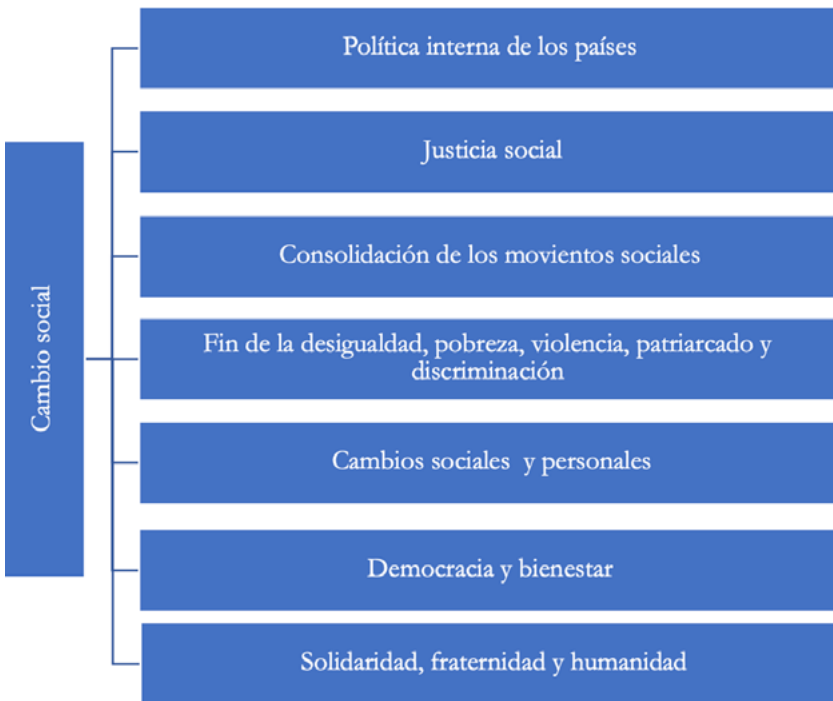 Cambio social
Política interna de los países
Justicia social
Consolidación de los movientos sociales
Fin de la desigualdad, pobreza, violencia, patriarcado y
discriminación
Cambios sociales  y personales
Democracia y bienestar
Solidaridad, fraternidad y humanidad